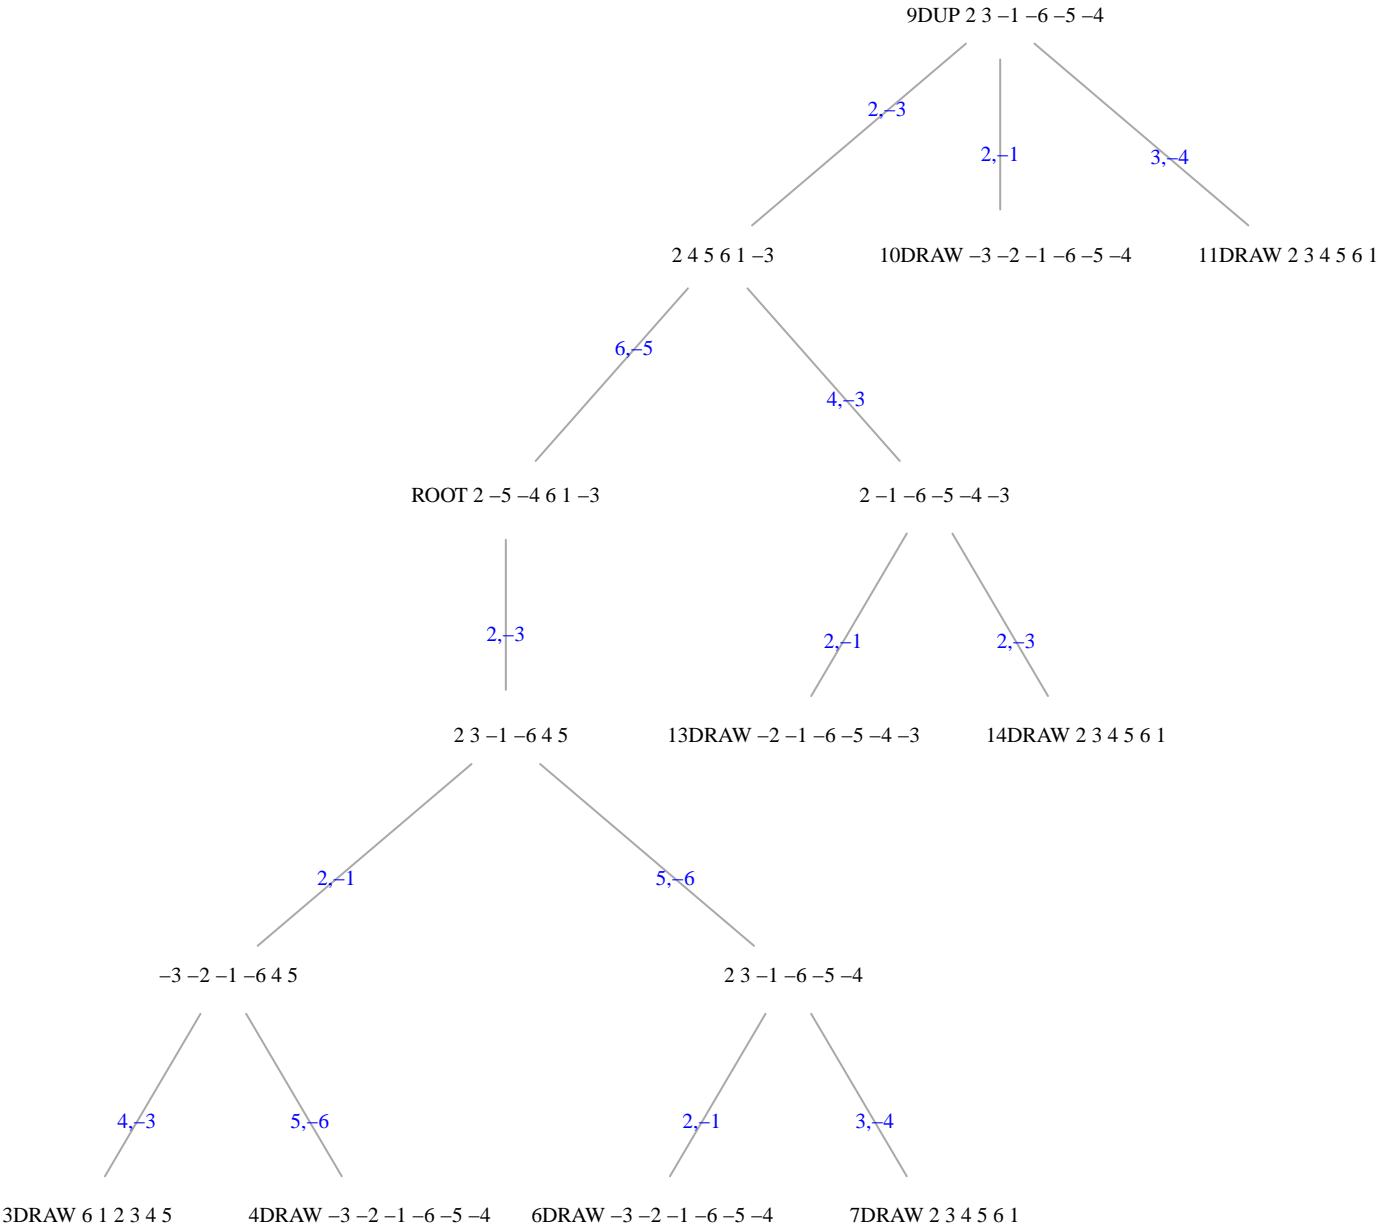 9DUP 2 3 –1 –6 –5 –4
2,–3
2,–1
3,–4
2 4 5 6 1 –3
10DRAW –3 –2 –1 –6 –5 –4
11DRAW 2 3 4 5 6 1
6,–5
4,–3
ROOT 2 –5 –4 6 1 –3
2 –1 –6 –5 –4 –3
2,–3
2,–1
2,–3
2 3 –1 –6 4 5
13DRAW –2 –1 –6 –5 –4 –3
14DRAW 2 3 4 5 6 1
2,–1
5,–6
–3 –2 –1 –6 4 5
2 3 –1 –6 –5 –4
4,–3
5,–6
2,–1
3,–4
3DRAW 6 1 2 3 4 5
4DRAW –3 –2 –1 –6 –5 –4
6DRAW –3 –2 –1 –6 –5 –4
7DRAW 2 3 4 5 6 1